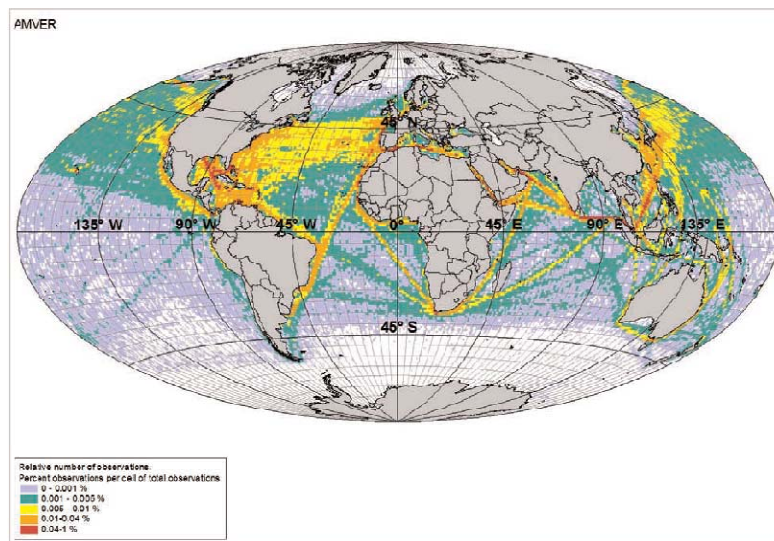 AMVER
45° N
135° W
90° W
45° W
0°
45° E
90° E
135° E
45° S
Relative number of observations
Percent observations per cell of total observations
0 - 0.001 %
0.001 - 0.005 %
0.005 - 0.01 %
0.01-0.04 %
0.04-1 %